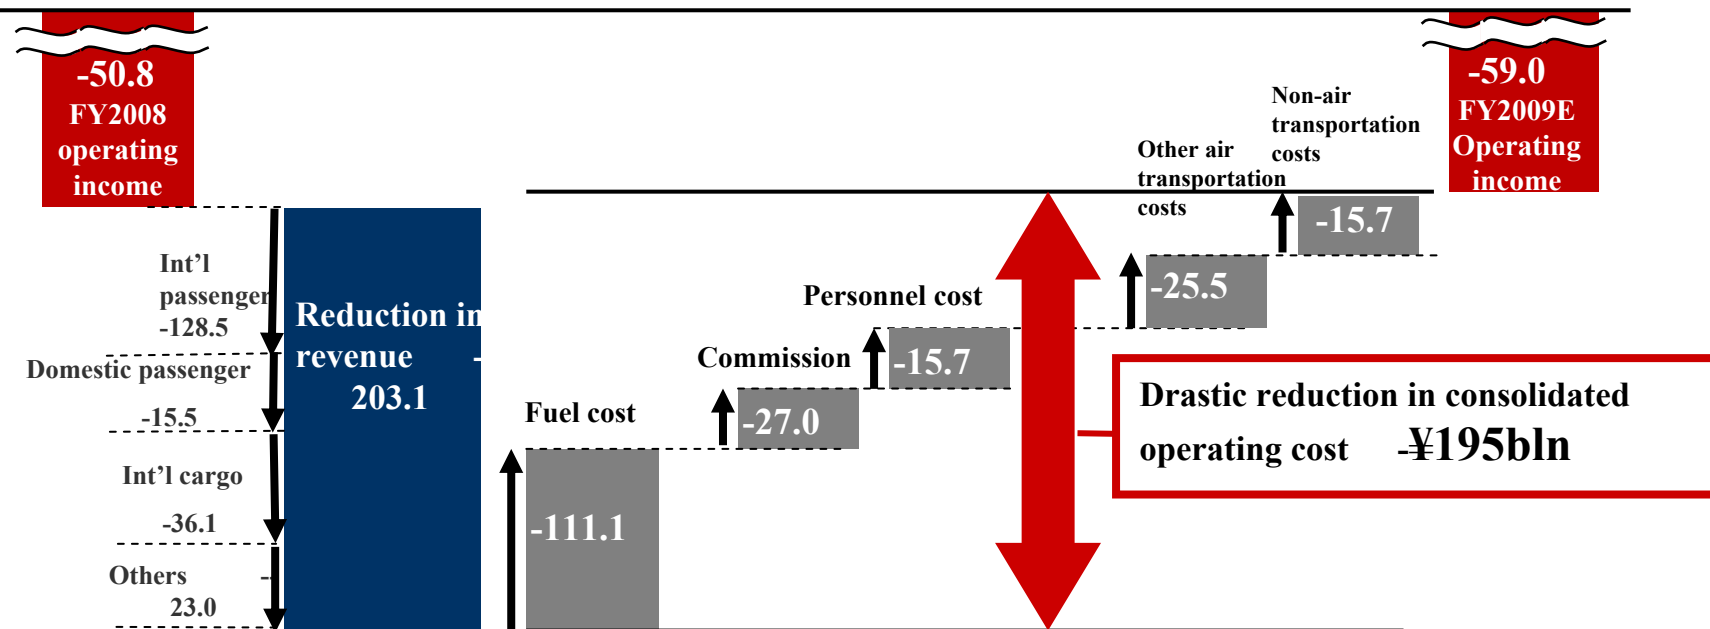 -50.8
FY2008
operating
income
-59.0
FY2009E
Operating
income
Non-air
transportation
costs
-15.7
Other air
transportation
costs
-25.5
Personnel cost
-15.7
Commission
-27.0
Fuel cost
-111.1
Int’l
passenger
-128.5
Domestic passenger
-15.5
Int’l cargo
-36.1
Others -
23.0
Reduction in
revenue -
203.1
Drastic reduction in consolidated
operating cost -¥195bln